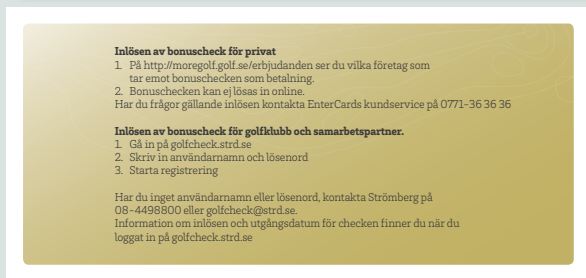 Inlösen av bonuscheck för privat
1. På http://moregolf.golf.se/erbjudanden ser du vilka företag som
tar emot bonuschecken som betalning.
2. Bonuschecken kan ej lösas in online.
Har du frågor gällande inlösen kontakta EnterCards kundservice på 0771-36 36 36
Inlösen av bonuscheck för golfklubb och samarbetspartner.
1. Gå in på golfcheck.strd.se
2. Skriv in användarnamn och lösenord
3. Starta registrering
Har du inget användarnamn eller lösenord, kontakta Strömberg på
08-4498800 eller golfcheck@strd.se.
Information om inlösen och utgångsdatum för checken finner du när du
loggat in på golfcheck.strd.se